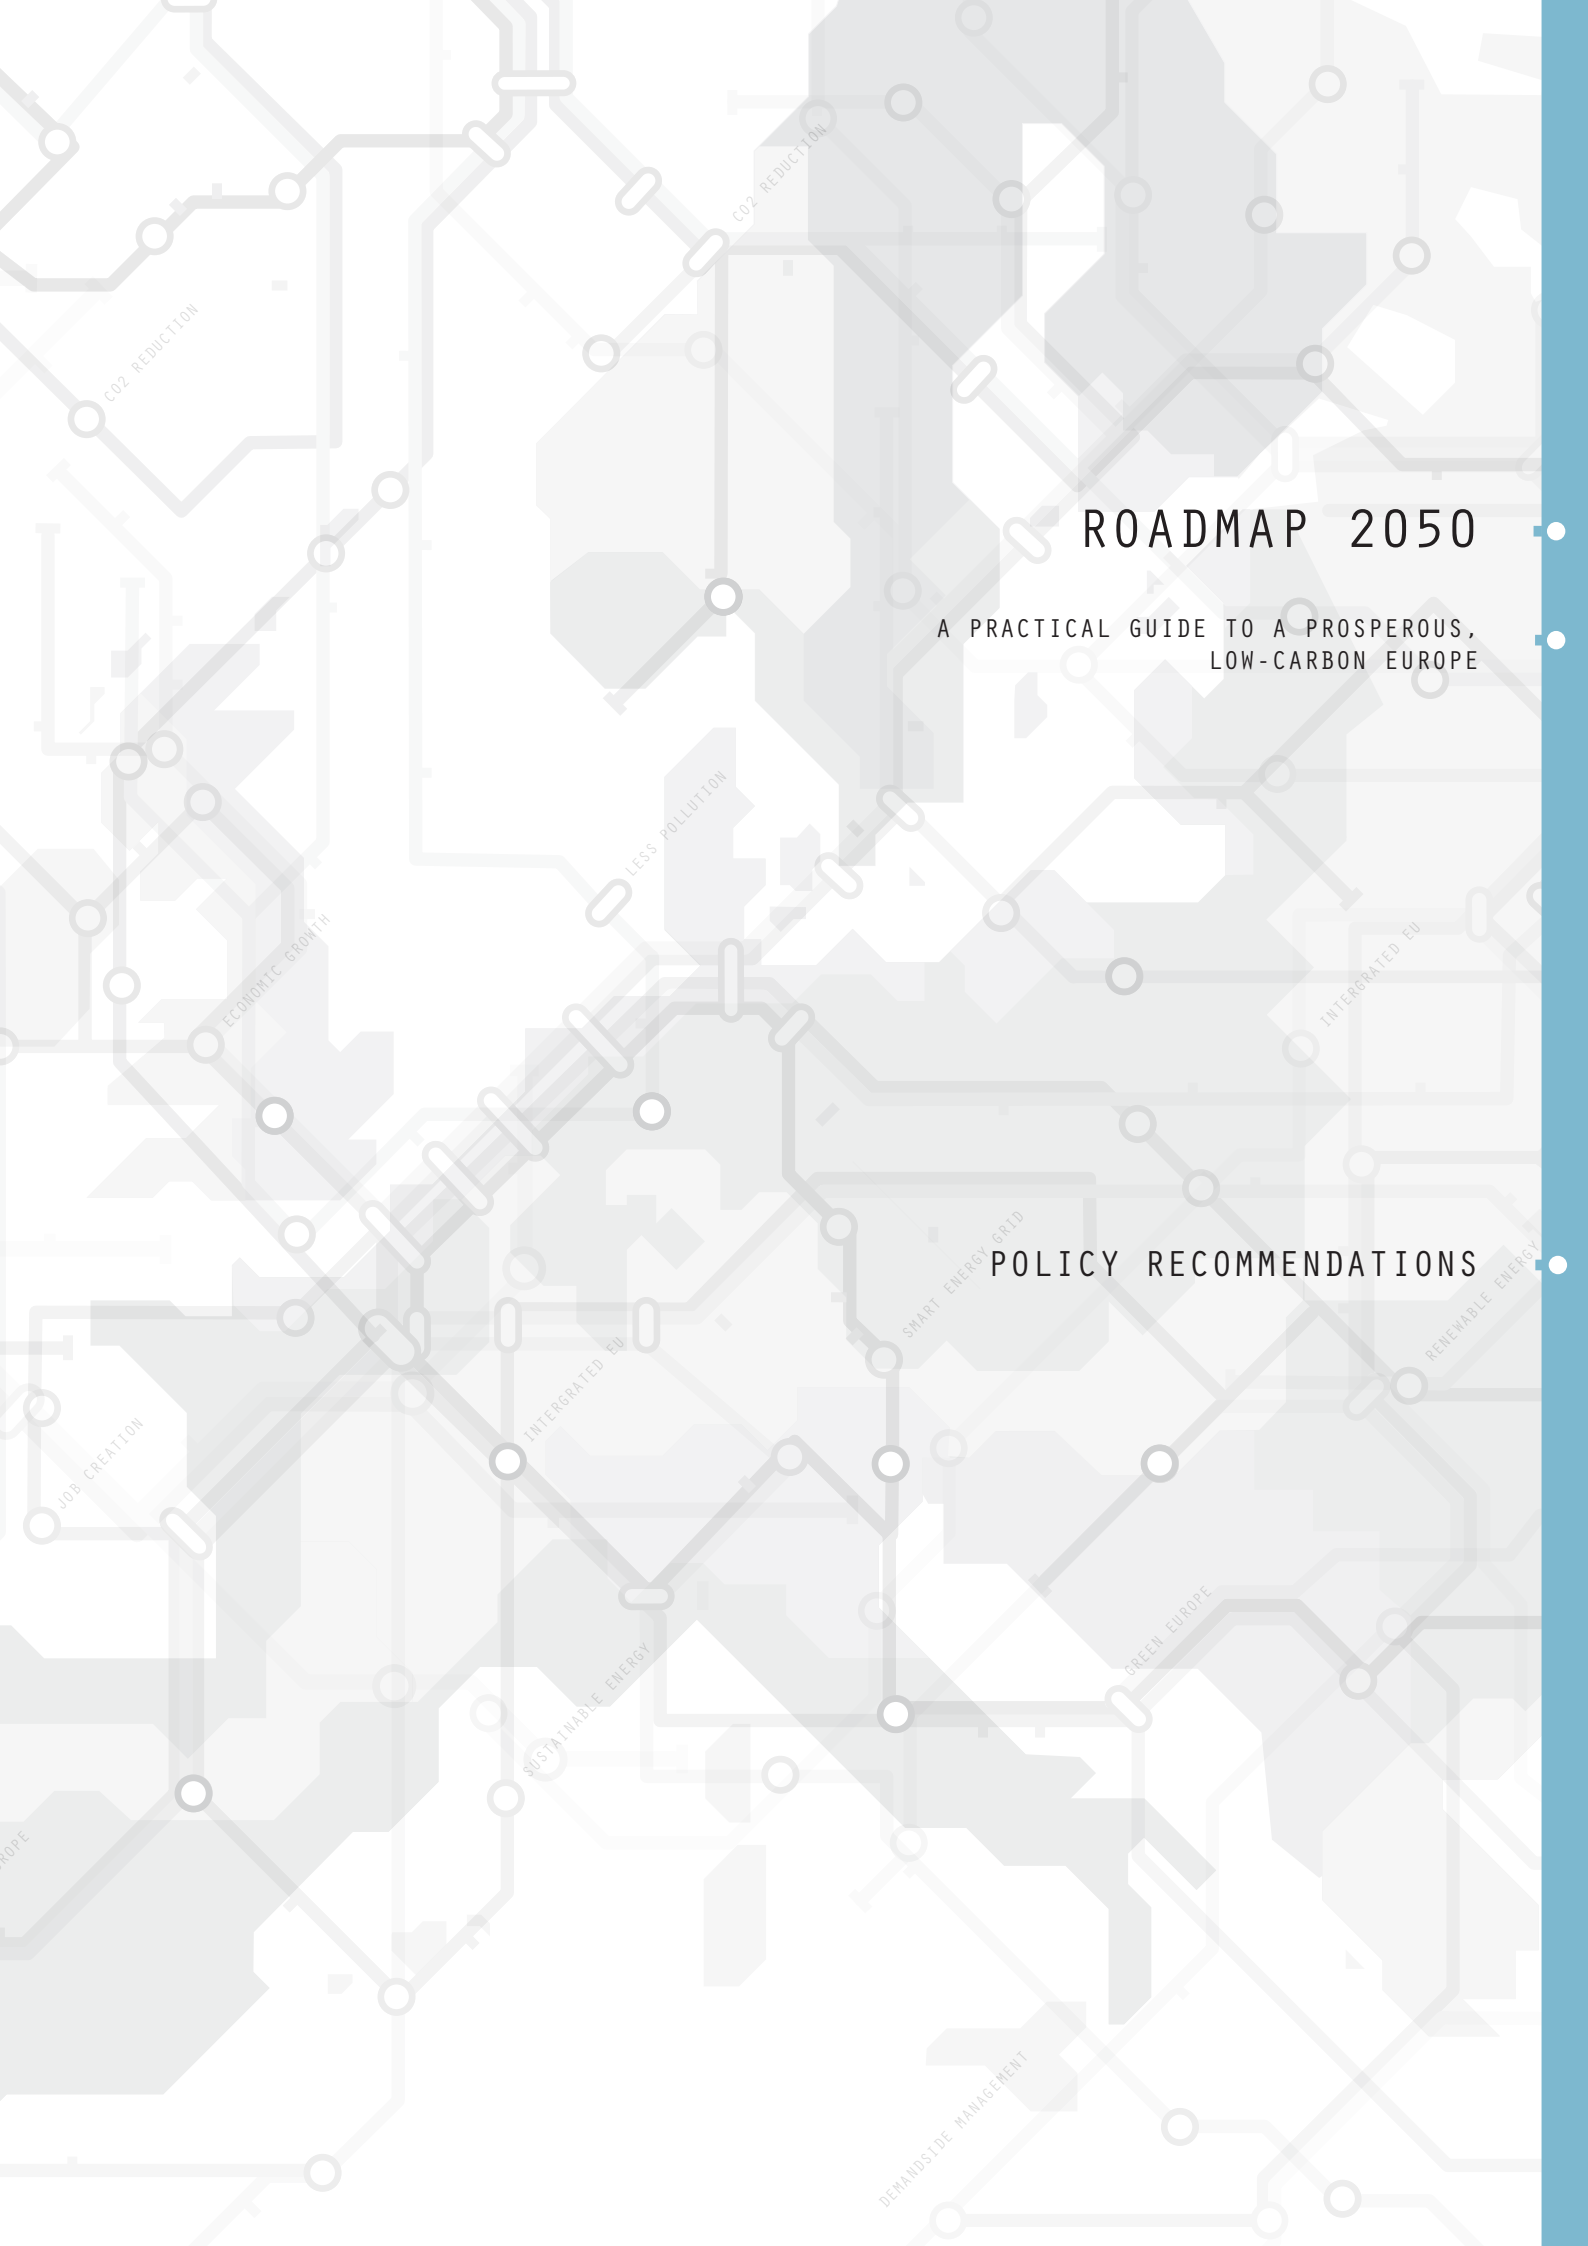 CO2 REDUCTION
CO2 REDUCTION
ROADMAP 2050
A PRACTICAL GUIDE TO A PROSPEROUS,
LOW-CARBON EUROPE
LESS POLLUTION
ECONOMIC GROWTH
INTERGRATED EU
POLICY RECOMMENDATIONS
SMART ENERGY GRID
RENEWABLE ENERGY
INTERGRATED EU
JOB CREATION
GREEN EUROPE
SUSTAINABLE ENERGY
ROPE
DEMANDSIDE MANAGEMENT